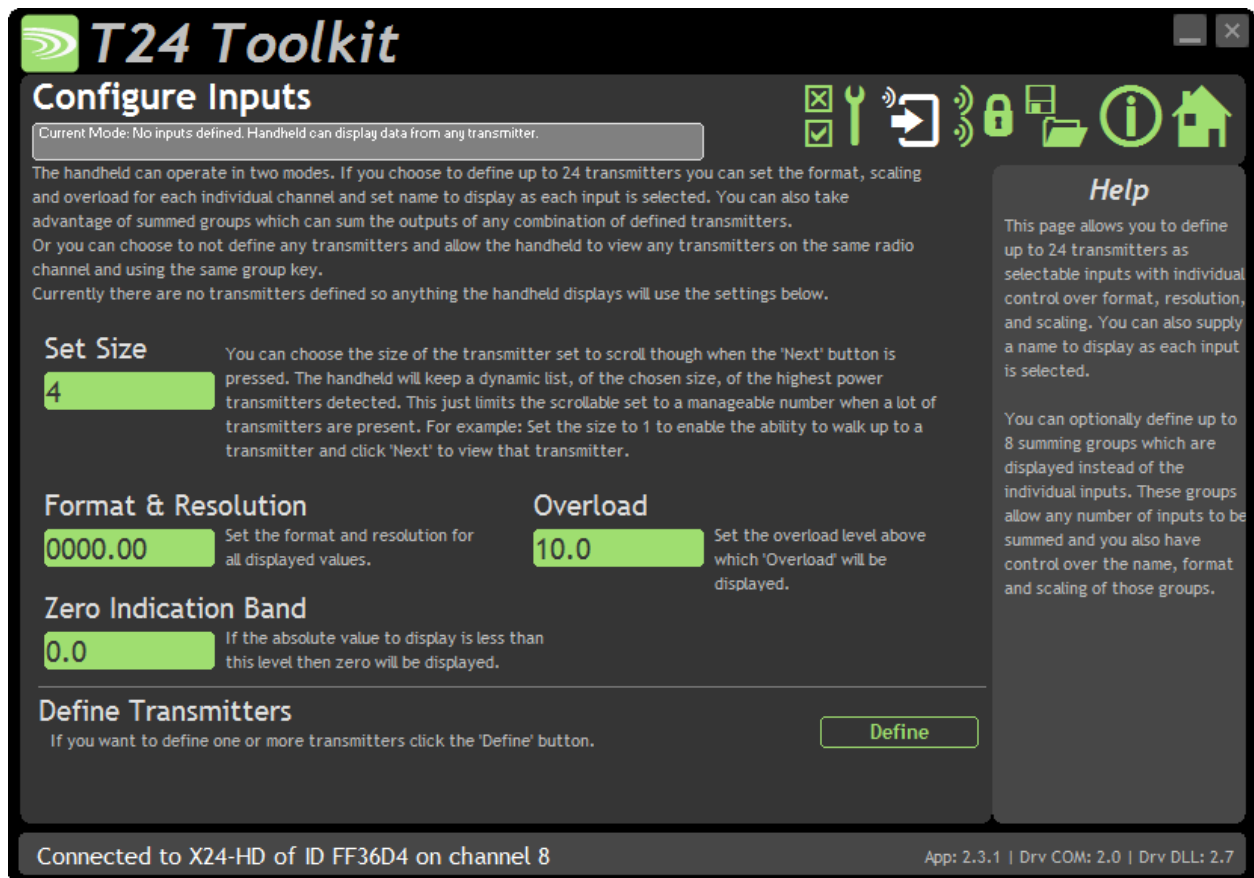 T24 Toolkit
Configure Inputs
Current Mode: No inputs defined. Handheld can display data from any transmitter.
The handheld can operate in two modes. If you choose to define up to 24 transmitters you can set the format, scaling
and overload for each individual channel and set name to display as each input is selected. You can also take
advantage of summed groups which can sum the outputs of any combination of defined transmitters.
Or you can choose to not define any transmitters and allow the handheld to view any transmitters on the same radio
channel and using the same group key.
Currently there are no transmitters defined so anything the handheld displays will use the settings below.
Set Size
4
You can choose the size of the transmitter set to scroll though when the 'Next' button is
pressed. The handheld will keep a dynamic list, of the chosen size, of the highest power
transmitters detected. This just limits the scrollable set to a manageable number when a lot of
transmitters are present. For example: Set the size to 1 to enable the ability to walk up to a
transmitter and click 'Next' to view that transmitter.
Format & Resolution
0000.00
Set the format and resolution for
all displayed values.
Overload
10.0
Set the overload level above
which 'Overload' will be
displayed.
Zero Indication Band
0.0
If the absolute value to display is less than
this level then zero will be displayed.
Define Transmitters
If you want to define one or more transmitters click the 'Define' button.
Define
Help
This page allows you to define
up to 24 transmitters as
selectable inputs with individual
control over format, resolution,
and scaling. You can also supply
a name to display as each input
is selected.
You can optionally define up to
8 summing groups which are
displayed instead of the
individual inputs. These groups
allow any number of inputs to be
summed and you also have
control over the name, format
and scaling of those groups.
Connected to X24-HD of ID FF36D4 on channel 8
App: 2.3.1 | Drv COM: 2.0 | Drv DLL: 2.7